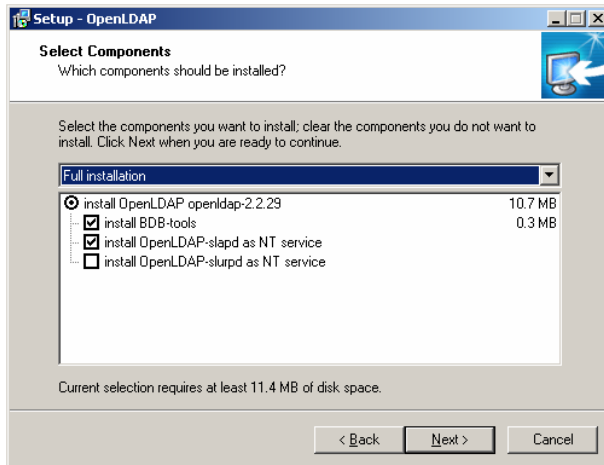 Setup - OpenLDAP
Select Components
Which components should be installed?
Select the components you want to install; clear the components you do not want to
install. Click Next when you are ready to continue.
Full installation
install OpenLDAP openldap-2.2.29 10.7 MB
install BDB-tools 0.3 MB
install OpenLDAP-slapd as NT service
install OpenLDAP-slurpd as NT service
Current selection requires at least 11.4 MB of disk space.
< Back Next > Cancel